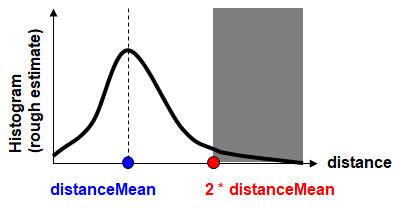 Histogram
(rough estimate)
distance
distanceMean
2 * distanceMean